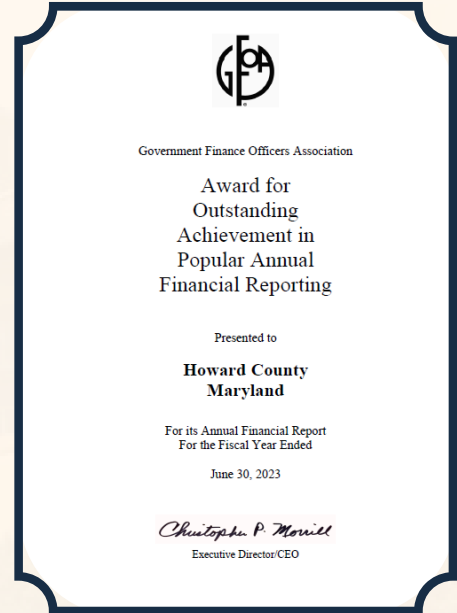 GFOA
Government Finance Officers Association
Award for
Outstanding
Achievement in
Popular Annual
Financial Reporting
Presented to
Howard County
Maryland
For its Annual Financial Report
For the Fiscal Year Ended
June 30, 2023
Christopher P. Morrill
Executive Director/CEO